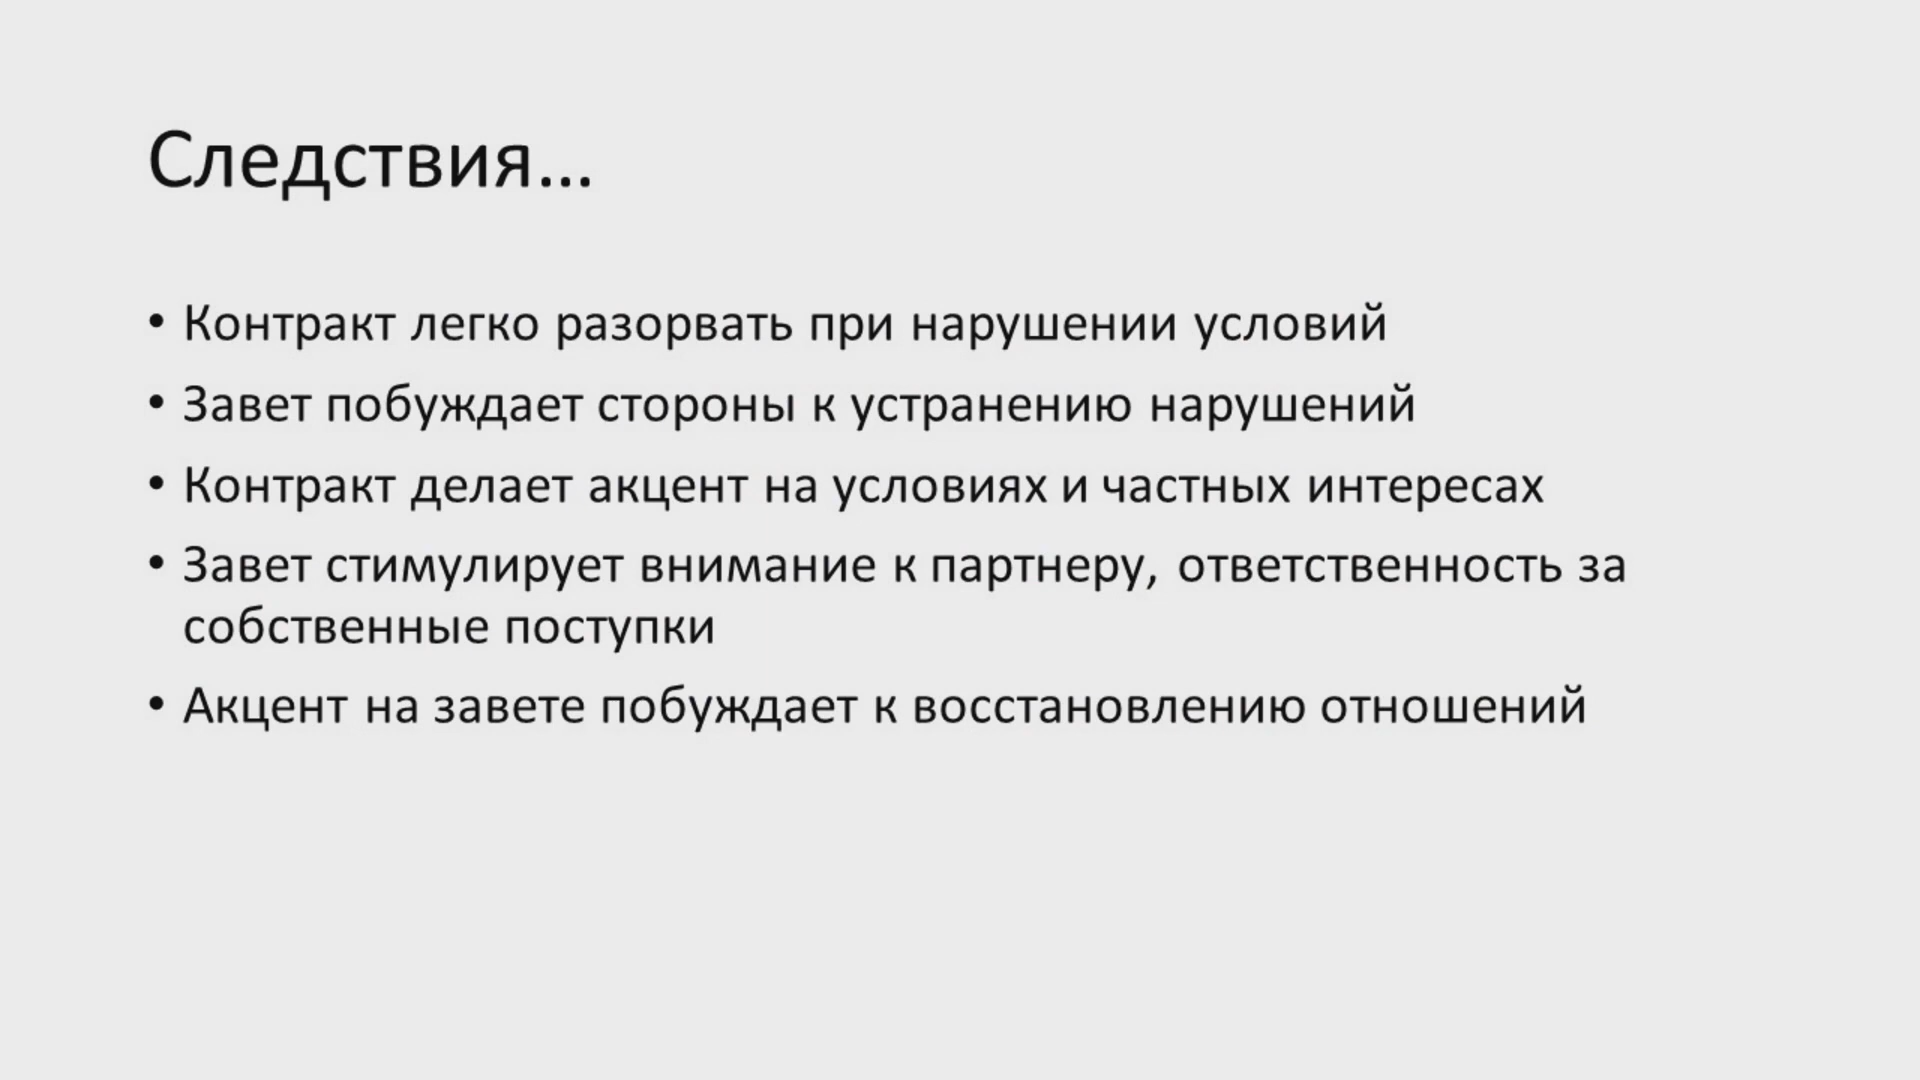 Следствия...
• Контракт легко разорвать при нарушении условий
• Завет побуждает стороны к устранению нарушений
• Контракт делает акцент на условиях и частных интересах
• Завет стимулирует внимание к партнеру, ответственность за
собственные поступки
• Акцент на завете побуждает к восстановлению отношений